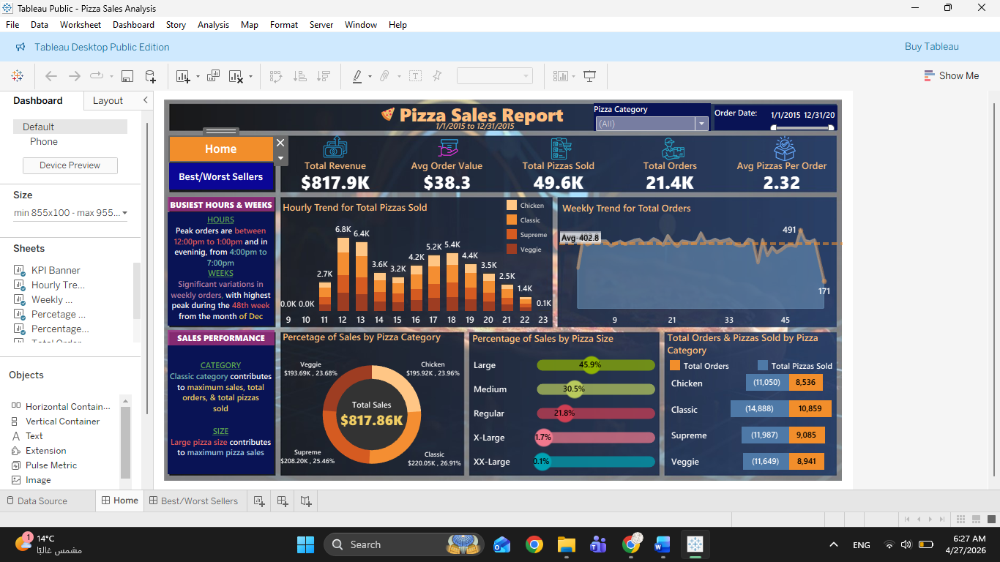 Tableau Public - Pizza Sales Analysis
File Data Worksheet Dashboard Story Analysis Map Format Server Window Help
Tableau Desktop Public Edition
Buy Tableau
Show Me
Dashboard Layout
Default
Phone
Device Preview
Size
min 855x100 - max 955...
Sheets
KPI Banner
Hourly Tre...
Weekly ...
Percetage ...
Percentage...
Objects
Horizontal Contain...
Vertical Container
Text
Extension
Pulse Metric
Image
Pizza Sales Report
1/1/2015 to 12/31/2015
Pizza Category
(All)
Order Date:
1/1/2015 12/31/20
Home
Best/Worst Sellers
Total Revenue
$817.9K
Avg Order Value
$38.3
Total Pizzas Sold
49.6K
Total Orders
21.4K
Avg Pizzas Per Order
2.32
BUSIEST HOURS & WEEKS
HOURS
Peak orders are between
12:00pm to 1:00pm and in
eveninig, from 4:00pm to
7:00pm
WEEKS
Significant variations in
weekly orders, with highest
peak during the 48th week
from the month of Dec
Hourly Trend for Total Pizzas Sold
Chicken
Classic
Supreme
Veggie
0.0K 0.0K 2.7K 6.8K 6.4K 3.6K 3.2K 4.2K 5.2K 5.4K 4.4K 3.5K 2.5K 1.4K 0.1K
9 10 11 12 13 14 15 16 17 18 19 20 21 22 23
Weekly Trend for Total Orders
Avg 402.8
491
171
9 21 33 45
SALES PERFORMANCE
CATEGORY
Classic category contributes
to maximum sales, total
orders, & total pizzas
sold
SIZE
Large pizza size contributes
to maximum pizza sales
Percetage of Sales by Pizza Category
Veggie
$193.69K , 23.68%
Chicken
$195.92K , 23.96%
Total Sales
$817.86K
Supreme
$208.20K , 25.46%
Classic
$220.05K , 26.91%
Percentage of Sales by Pizza Size
Large 45.9%
Medium 30.5%
Regular 21.8%
X-Large 1.7%
XX-Large 0.1%
Total Orders & Pizzas Sold by Pizza
Category
Total Orders Total Pizzas Sold
Chicken (11,050) 8,536
Classic (14,888) 10,859
Supreme (11,987) 9,085
Veggie (11,649) 8,941
Data Source Home Best/Worst Sellers
1
14°C
مشمس غالبًا
Search
ENG
6:27 AM
4/27/2026